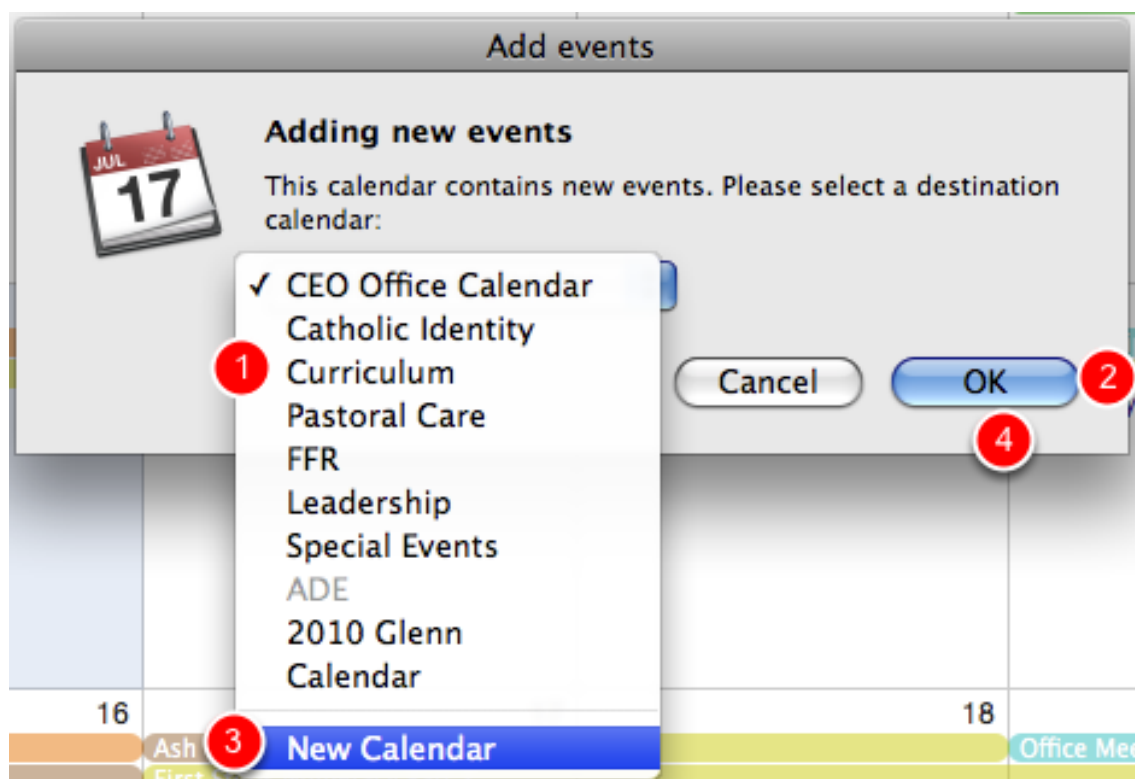 Add events
JUL
17
Adding new events
This calendar contains new events. Please select a destination
calendar:
✓ CEO Office Calendar
Catholic Identity
1
Curriculum
Pastoral Care
FFR
Leadership
Special Events
ADE
2010 Glenn
Calendar
New Calendar
3
Cancel
OK
2
4
16
18
Ash
First
Office Mee